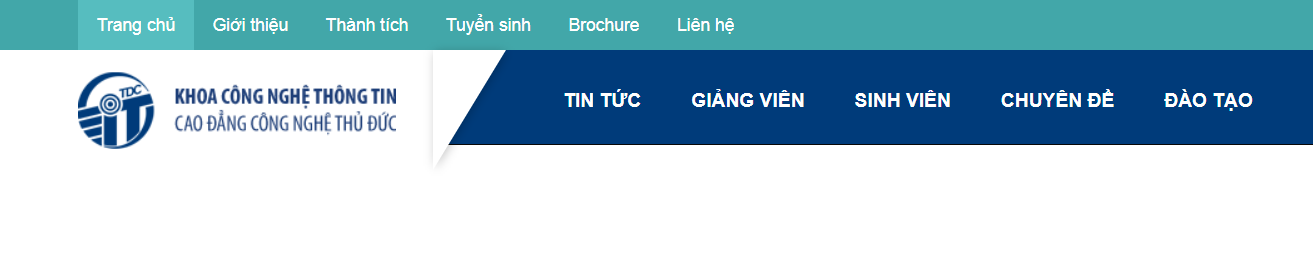 Trang chủ Giới thiệu Thành tích Tuyển sinh Brochure Liên hệ
TDC
IT
KHOA CÔNG NGHỆ THÔNG TIN
CAO ĐẲNG CÔNG NGHỆ THỦ ĐỨC
TIN TỨC GIẢNG VIÊN SINH VIÊN CHUYÊN ĐỀ ĐÀO TẠO